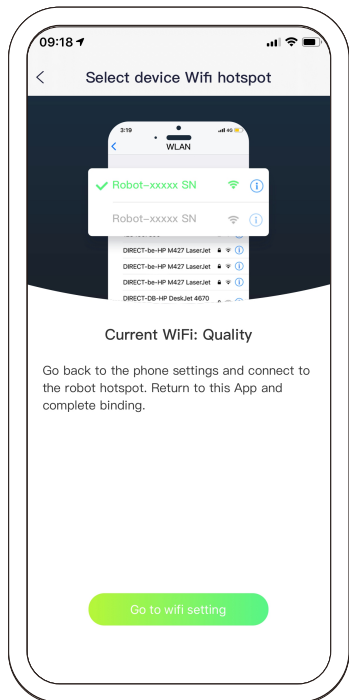 09:18
Select device Wifi hotspot
3:19
4G
WLAN
Robot-xxxxx SN
Robot-xxxxx SN
DIRECT-be-HP M427 LaserJet
DIRECT-be-HP M427 LaserJet
DIRECT-be-HP M427 LaserJet
DIRECT-DB-HP DeskJet 4670
Current WiFi: Quality
Go back to the phone settings and connect to
the robot hotspot. Return to this App and
complete binding.
Go to wifi setting